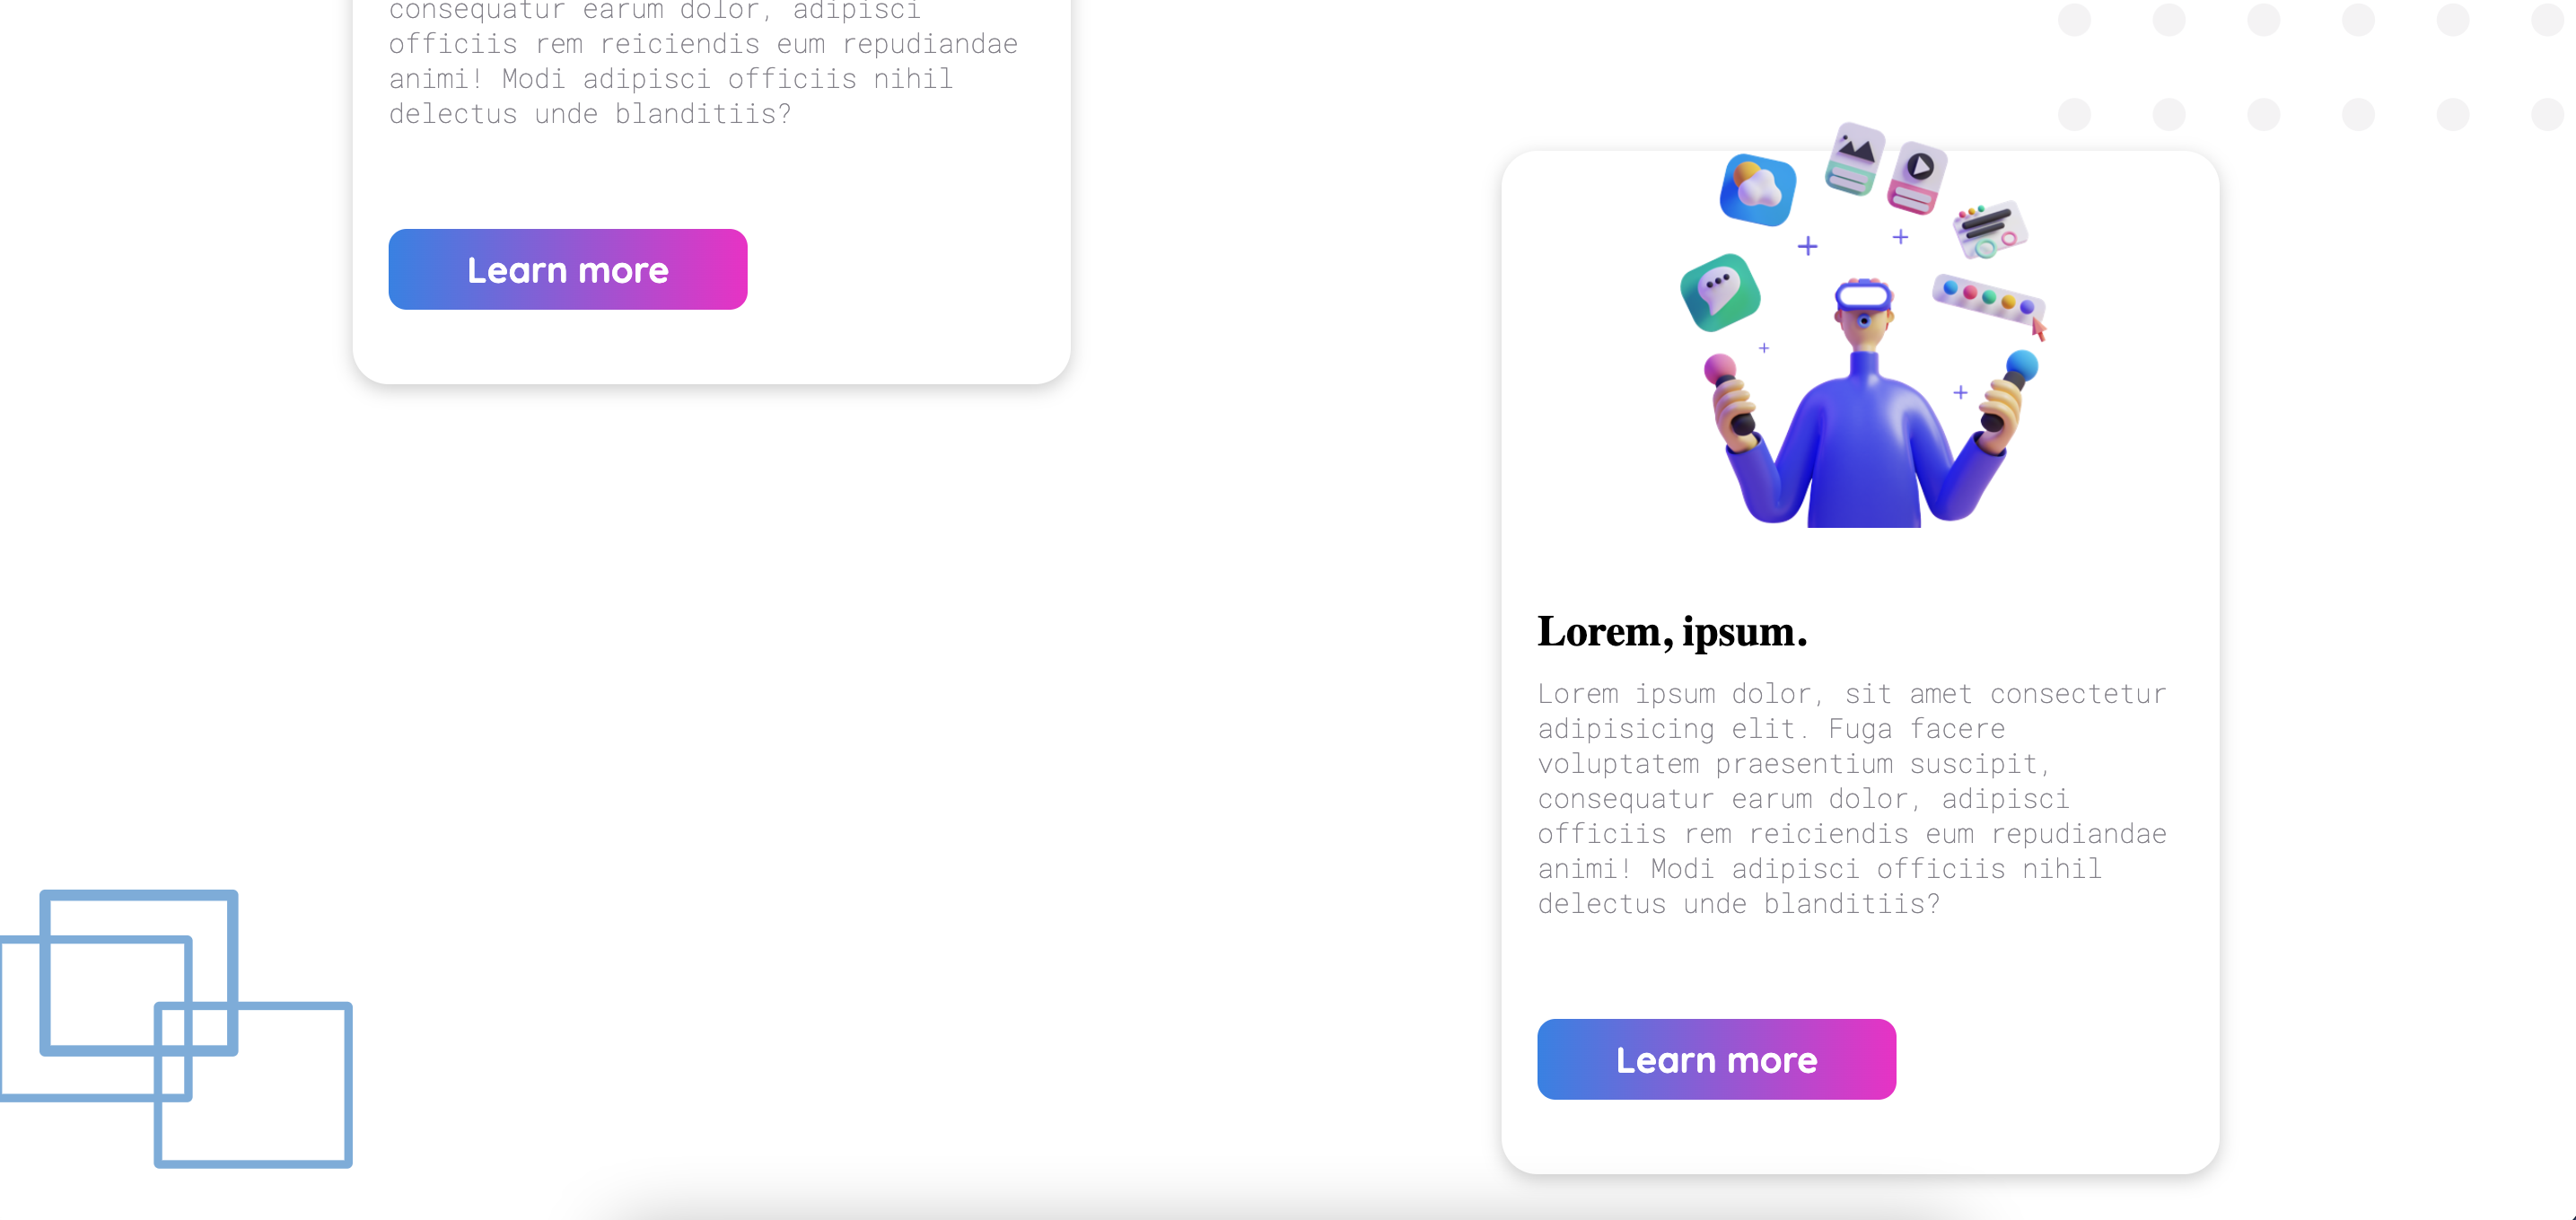 consequatur earum dolor, adipisci
officiis rem reiciendis eum repudiandae
animi! Modi adipisci officiis nihil
delectus unde blanditiis?
Learn more
Lorem, ipsum.
Lorem ipsum dolor, sit amet consectetur
adipisicing elit. Fuga facere
voluptatem praesentium suscipit,
consequatur earum dolor, adipisci
officiis rem reiciendis eum repudiandae
animi! Modi adipisci officiis nihil
delectus unde blanditiis?
Learn more